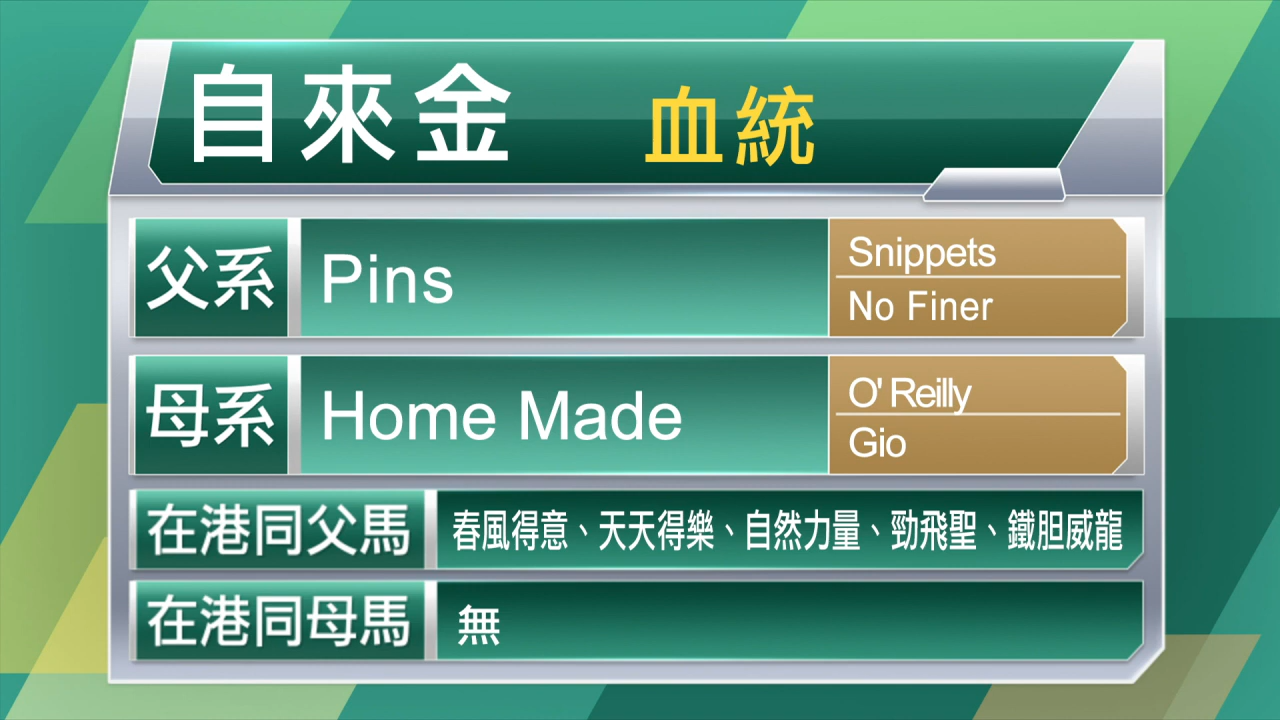 自來金 血統
父系 Pins Snippets
No Finer
母系 Home Made O' Reilly
Gio
在港同父馬 春風得意、天天得樂、自然力量、勁飛聖、鐵胆威龍
在港同母馬 無